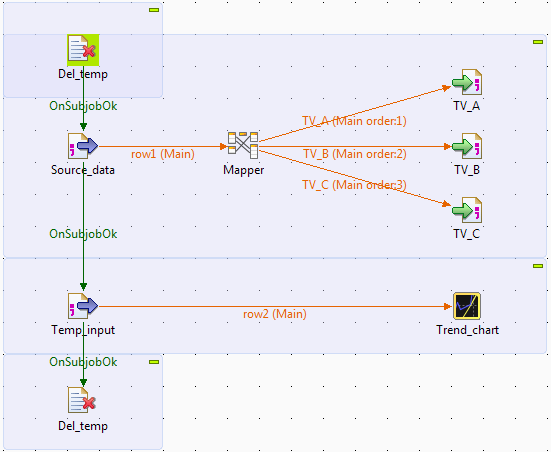 Del_temp
OnSubjobOk
TV_A (Main order:1)
TV_A
row1 (Main)
TV_B (Main order:2)
Source_data
Mapper
TV_B
TV_C (Main order:3)
OnSubjobOk
TV_C
row2 (Main)
Temp_input
Trend_chart
OnSubjobOk
Del_temp